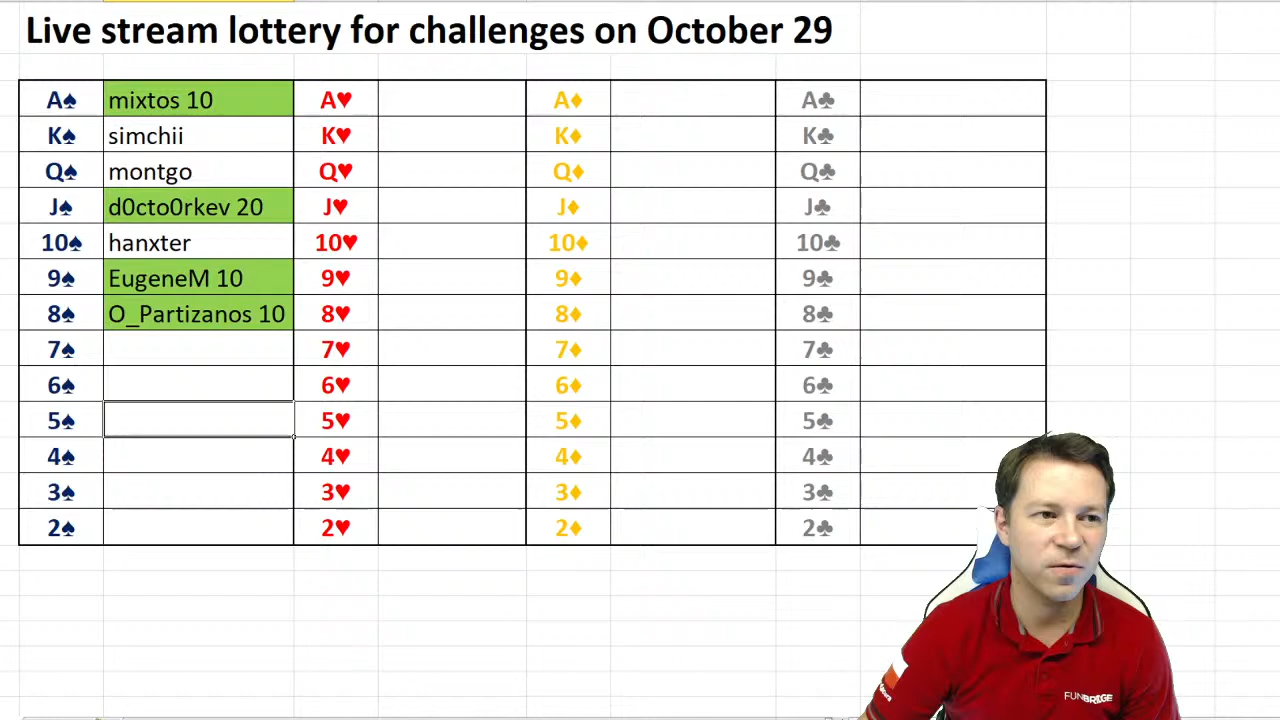 Live stream lottery for challenges on October 29
A♠ mixtos 10 A♥ A♦ A♣
K♠ simchii K♥ K♦ K♣
Q♠ montgo Q♥ Q♦ Q♣
J♠ d0cto0rkev 20 J♥ J♦ J♣
10♠ hanxter 10♥ 10♦ 10♣
9♠ EugeneM 10 9♥ 9♦ 9♣
8♠ O_Partizanos 10 8♥ 8♦ 8♣
7♠ 7♥ 7♦ 7♣
6♠ 6♥ 6♦ 6♣
5♠ 5♥ 5♦ 5♣
4♠ 4♥ 4♦ 4♣
3♠ 3♥ 3♦ 3♣
2♠ 2♥ 2♦ 2♣
FUNBRIDGE